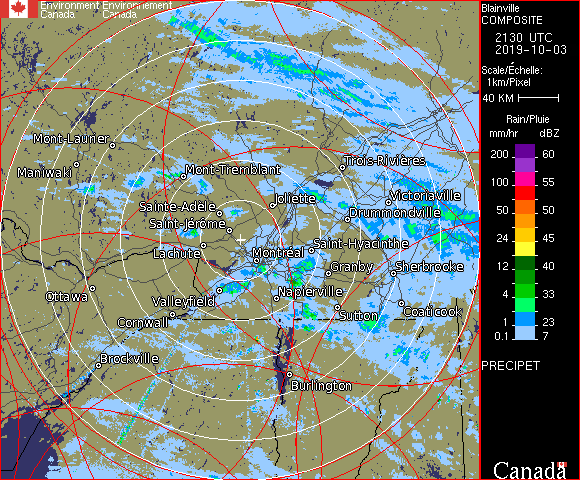 Environment Environnement
Canada Canada
Blainville
COMPOSITE
2130 UTC
2019-10-03
Scale/Échelle:
1km/Pixel
40 KM
Rain/Pluie
mm/hr dBZ
200 60
100 55
50 50
24 45
12 40
4 33
1 23
0.1 7
PRECIPET
Canada
Mont-Laurier
Maniwaki
Mont-Tremblant
Trois-Rivières
Sainte-Adèle
Joliette
Victoriaville
Drummondville
Saint-Jérôme
Lachute
Montréal
Saint-Hyacinthe
Granby
Sherbrooke
Ottawa
Valleyfield
Napierville
Cornwall
Sutton
Coaticook
Brockville
Burlington